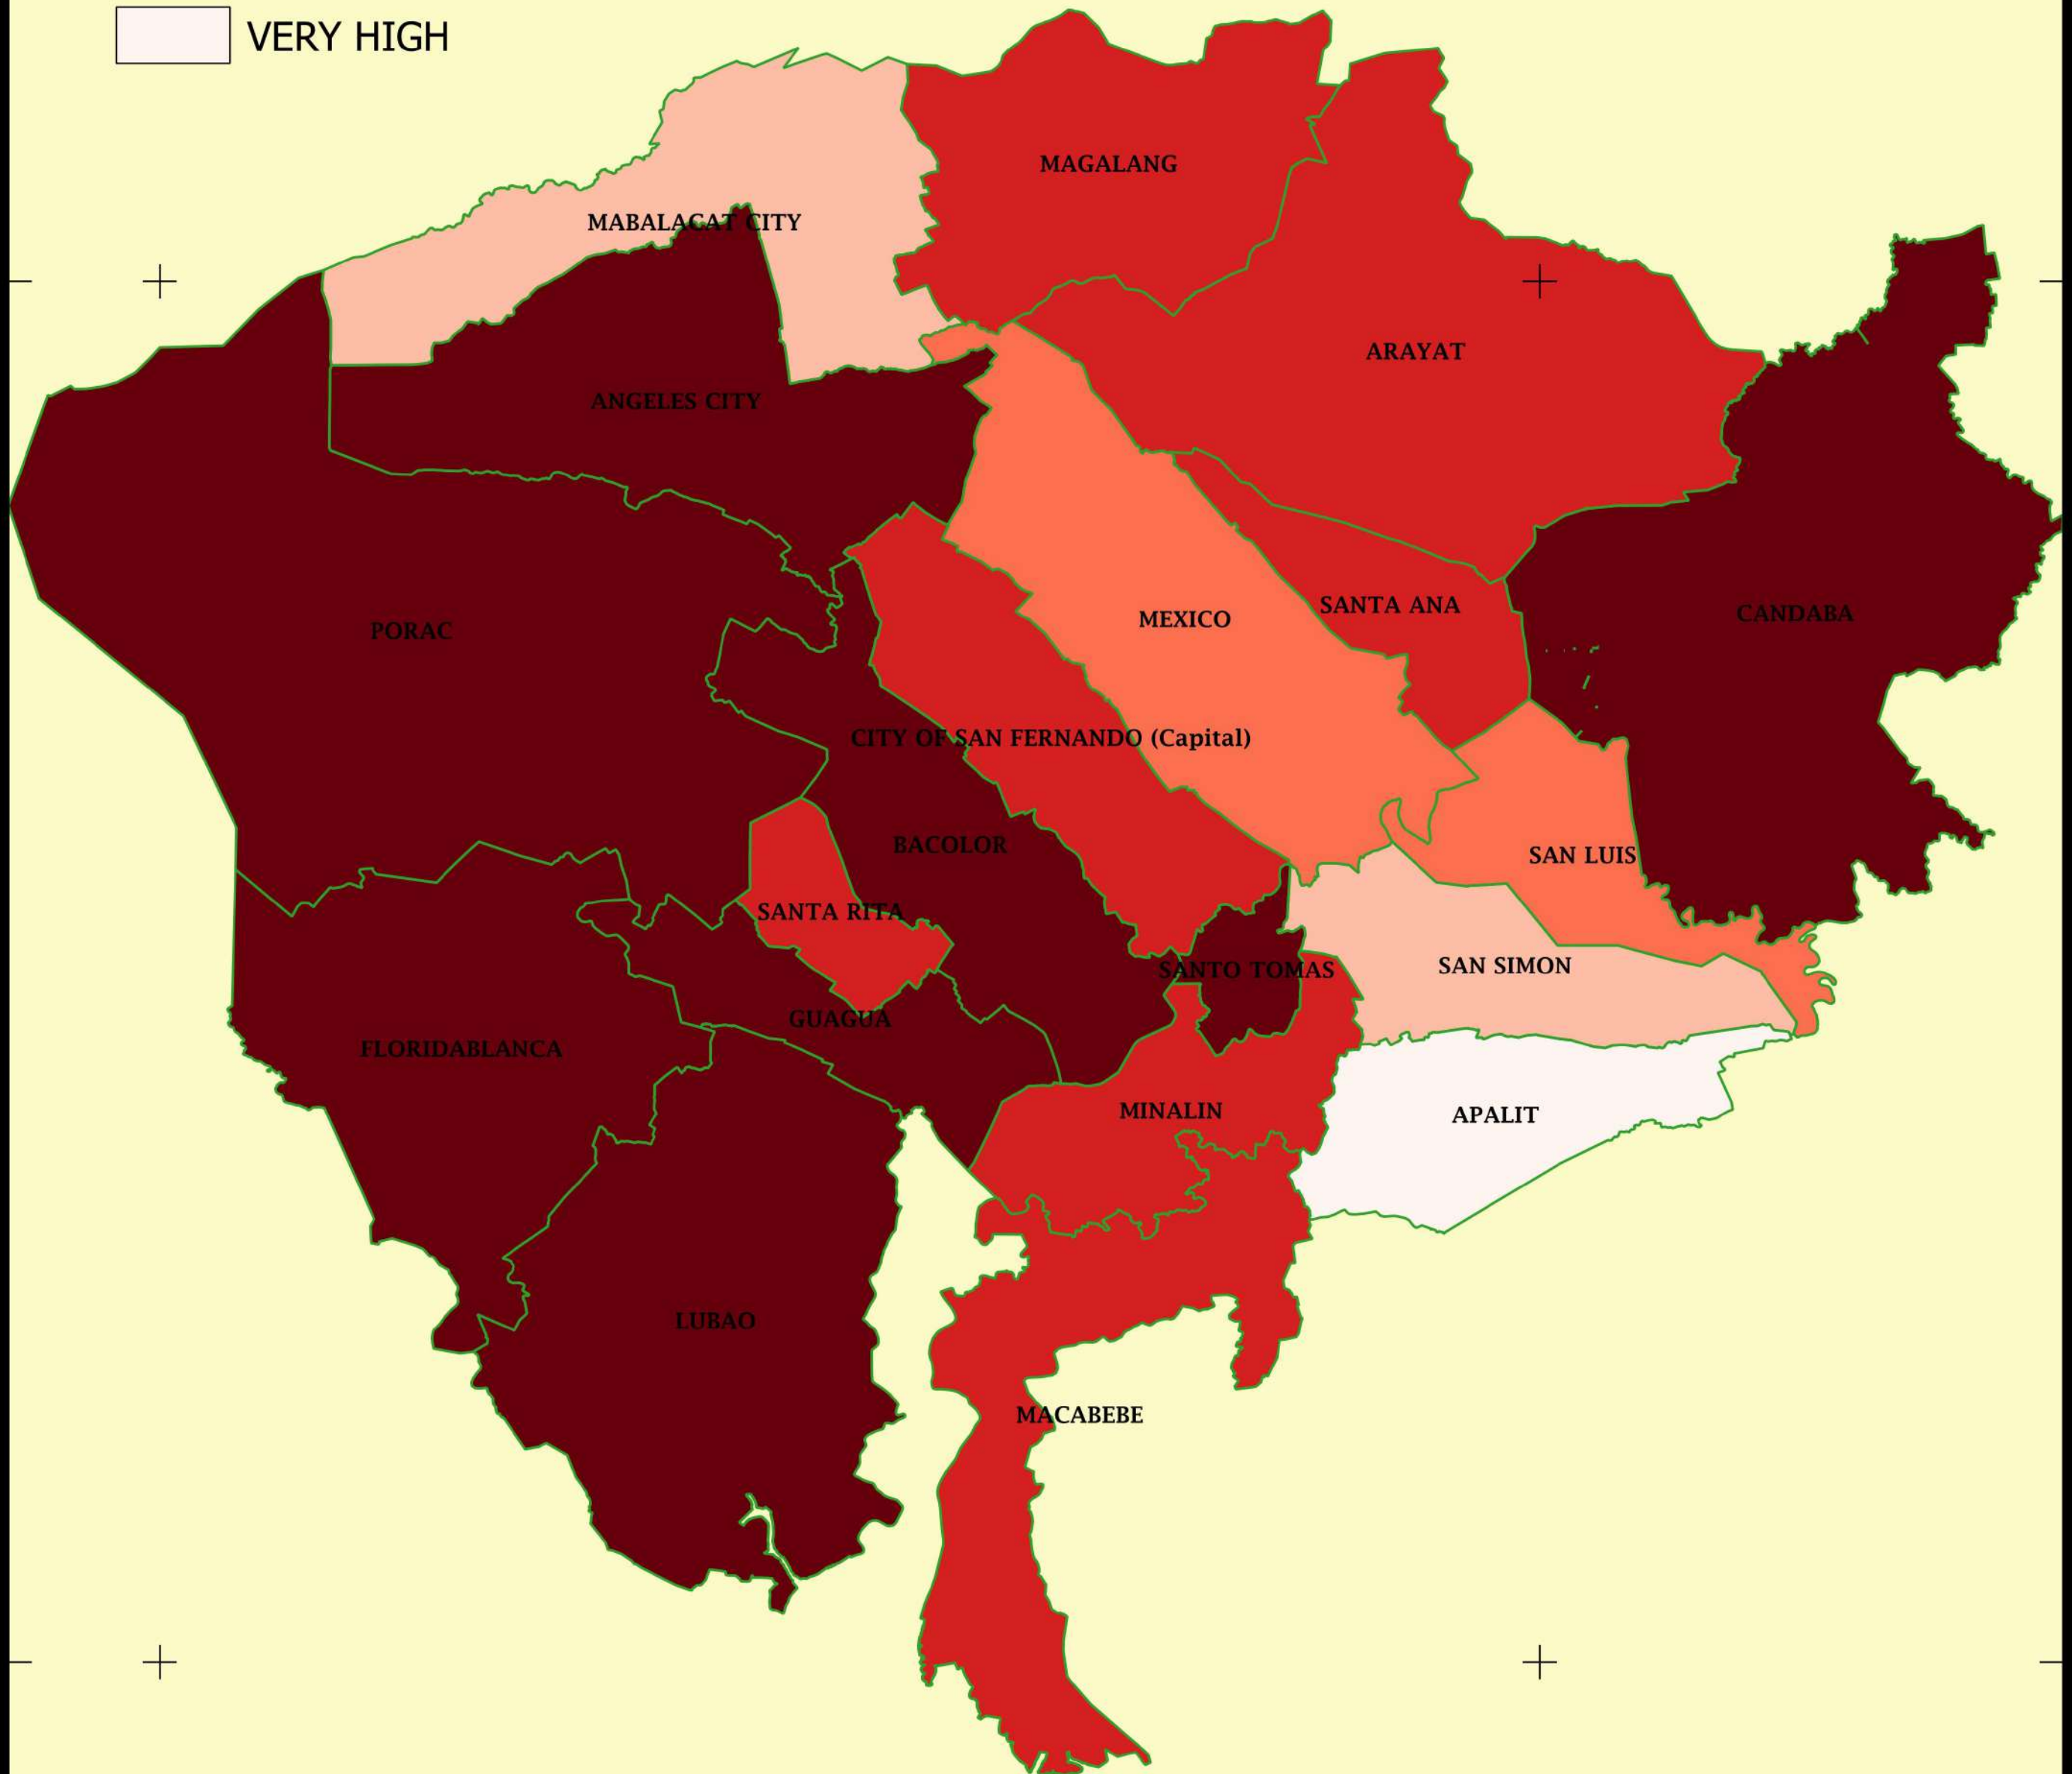 VERY HIGH
MAGALANG
MABALACAT CITY
ARAYAT
ANGELES CITY
SANTA ANA
CANDABA
MEXICO
PORAC
CITY OF SAN FERNANDO (Capital)
BACOLOR
SAN LUIS
SANTA RITA
SAN SIMON
SANTO TOMAS
GUAGUA
FLORIDABLANCA
MINALIN
APALIT
LUBAO
MACABEBE